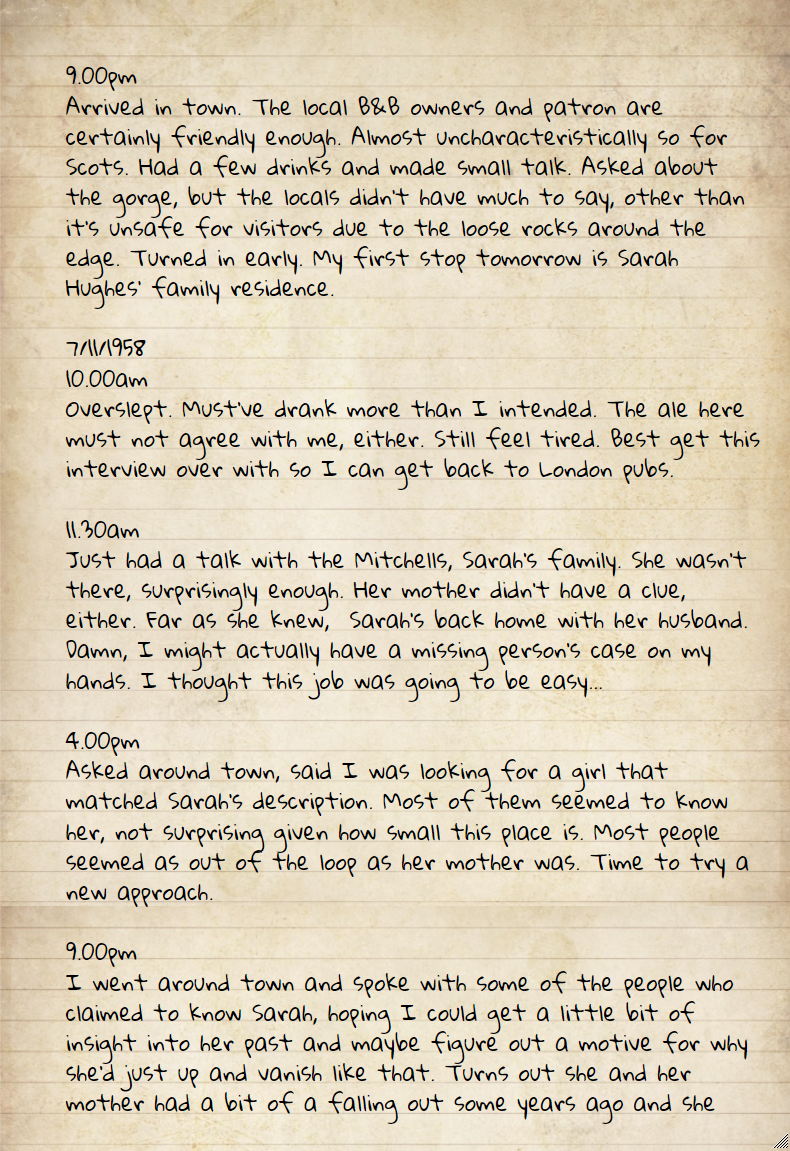 9.00pm
Arrived in town. The local B&B owners and patron are
certainly friendly enough. Almost uncharacteristically so for
Scots. Had a few drinks and made small talk. Asked about
the gorge, but the locals didn't have much to say, other than
it's unsafe for visitors due to the loose rocks around the
edge. Turned in early. My first stop tomorrow is Sarah
Hughes' family residence.
7/11/1958
10.00am
Overslept. Must've drank more than I intended. The ale here
must not agree with me, either. Still feel tired. Best get this
interview over with so I can get back to London pubs.
11.30am
Just had a talk with the Mitchells, Sarah's family. She wasn't
there, surprisingly enough. Her mother didn't have a clue,
either. Far as she knew, Sarah's back home with her husband.
Damn, I might actually have a missing person's case on my
hands. I thought this job was going to be easy...
4.00pm
Asked around town, said I was looking for a girl that
matched Sarah's description. Most of them seemed to know
her, not surprising given how small this place is. Most people
seemed as out of the loop as her mother was. Time to try a
new approach.
9.00pm
I went around town and spoke with some of the people who
claimed to know Sarah, hoping I could get a little bit of
insight into her past and maybe figure out a motive for why
she'd just up and vanish like that. Turns out she and her
mother had a bit of a falling out some years ago and she